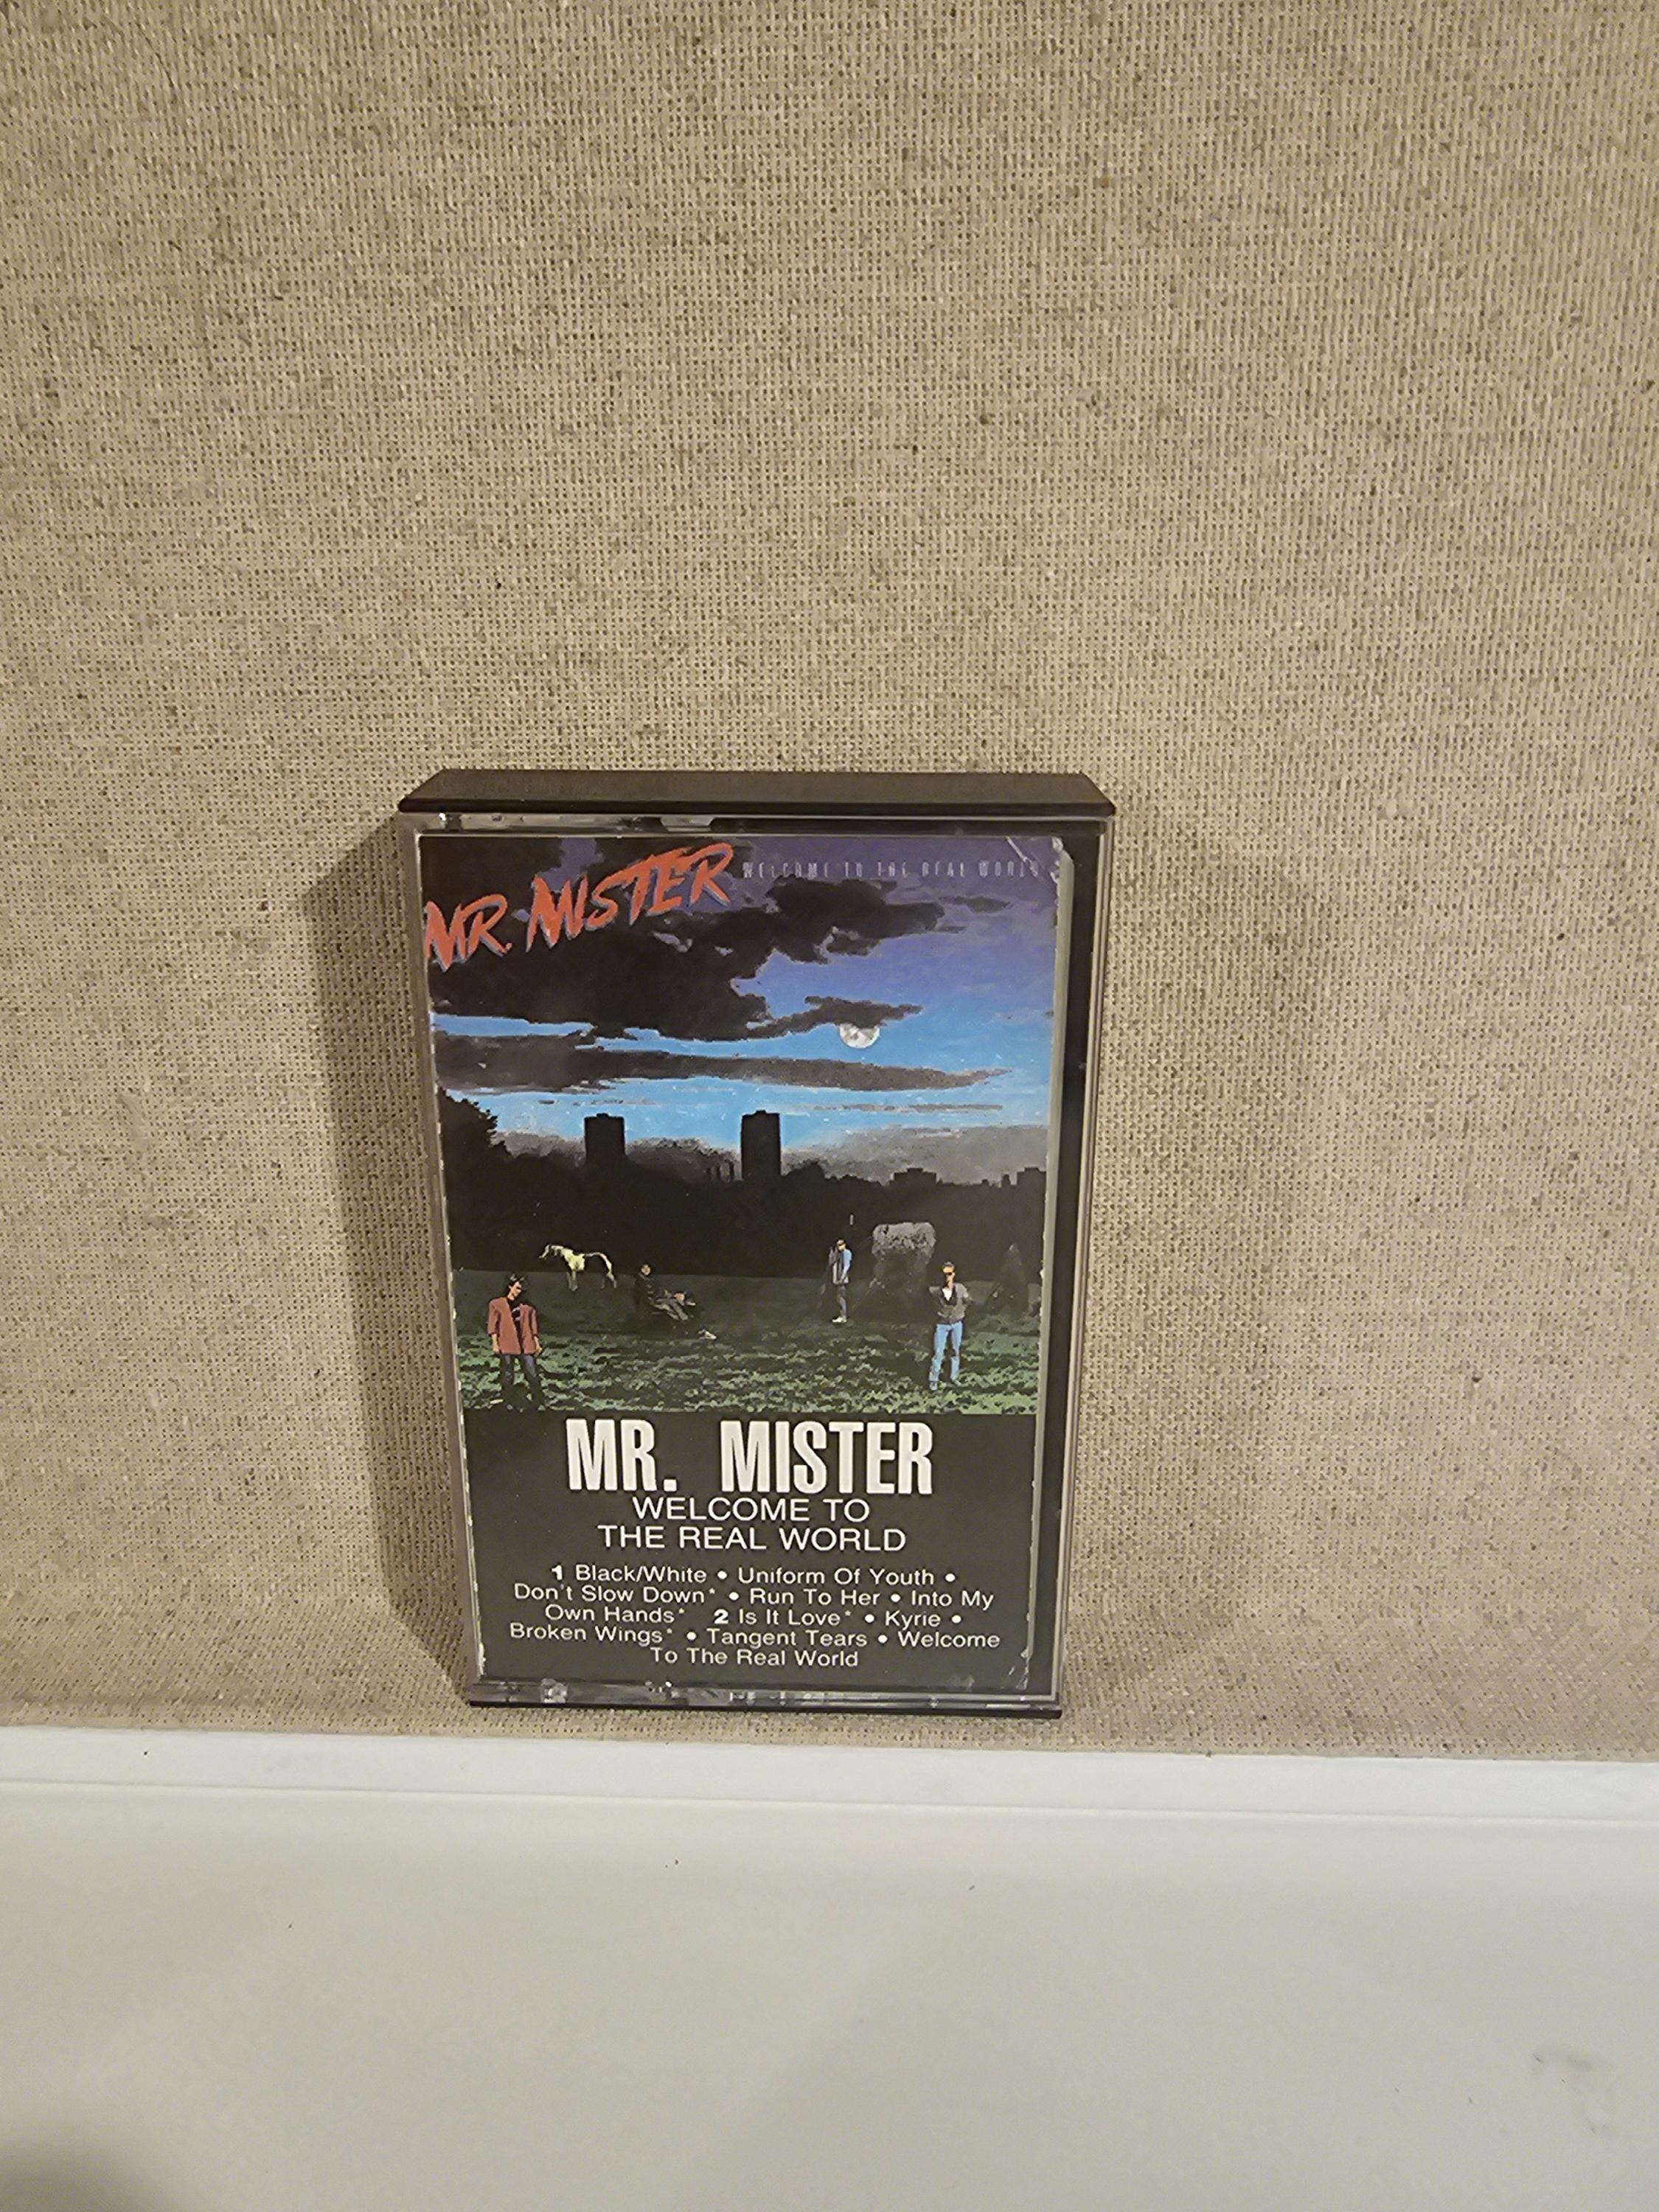 MR. MISTER
WELCOME TO THE REAL WORLD
MR. MISTER
WELCOME TO
THE REAL WORLD
1 Black/White • Uniform Of Youth •
Don't Slow Down* • Run To Her • Into My
Own Hands* 2 Is It Love* • Kyrie •
Broken Wings* • Tangent Tears • Welcome
To The Real World